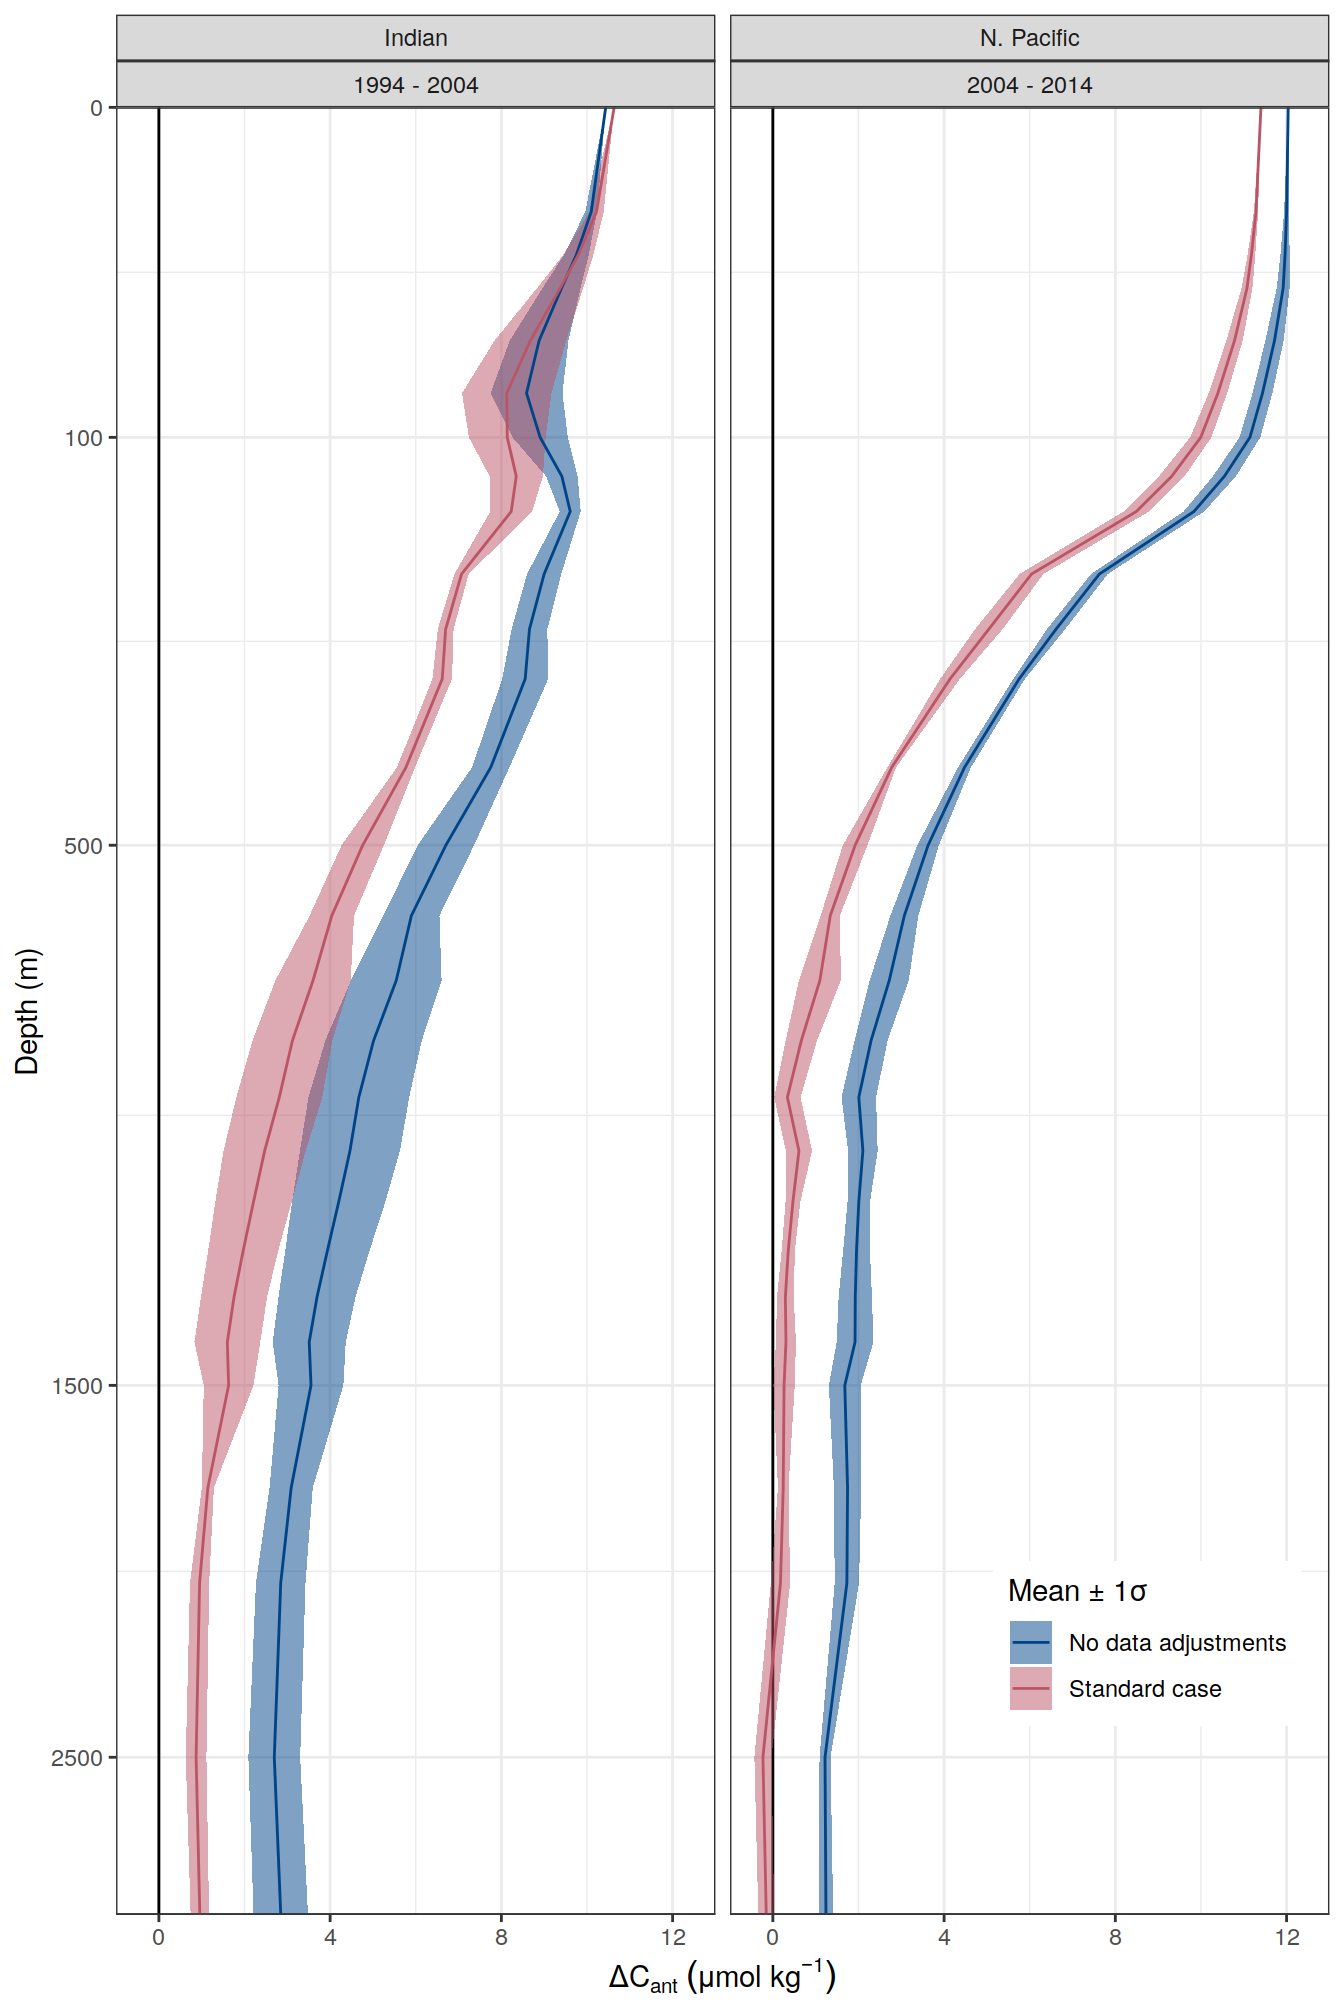 Indian
N. Pacific
1994 - 2004
2004 - 2014
0
100
500
1500
2500
Depth (m)
Mean ± 1σ
No data adjustments
Standard case
0
4
8
12
0
4
8
12
ΔCant (μmol kg−1)